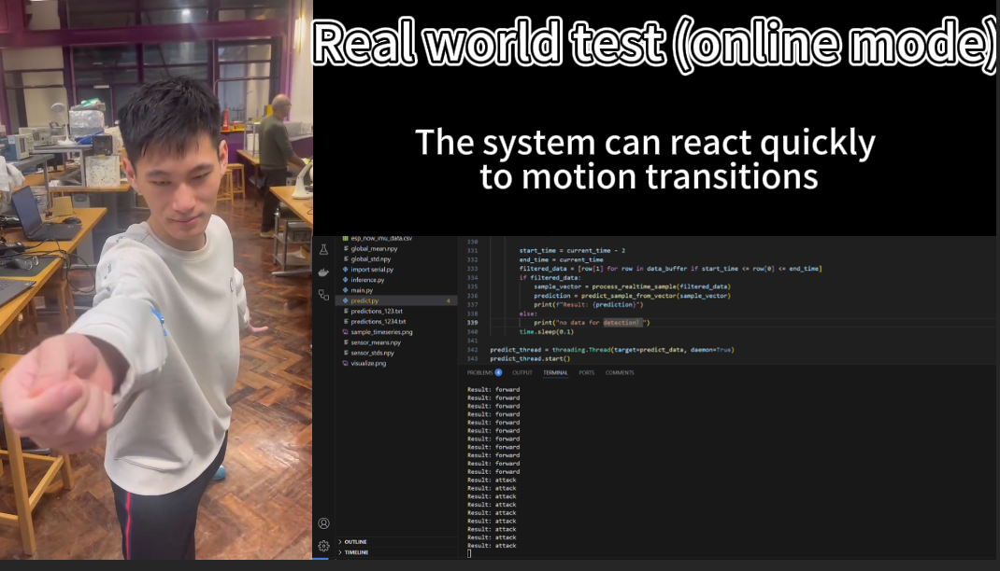 Real world test (online mode)
The system can react quickly
to motion transitions
esp_now_imu_data.csv
global_mean.npy
global_std.npy
import serial.py
inference.py
main.py
predict.py 4
predictions_123.txt
predictions_1234.txt
sample_timeseries.png
sensor_means.npy
sensor_stds.npy
visualize.png
OUTLINE
TIMELINE
330
331 start_time = current_time - 2
332 end_time = current_time
333 filtered_data = [row[1] for row in data_buffer if start_time <= row[0] <= end_time]
334 if filtered_data:
335 sample_vector = process_realtime_sample(filtered_data)
336 prediction = predict_sample_from_vector(sample_vector)
337 print(f"Result: {prediction}")
338 else:
339 print("no data for detection! ")
340 time.sleep(0.1)
341
342 predict_thread = threading.Thread(target=predict_data, daemon=True)
343 predict_thread.start()
PROBLEMS 4 OUTPUT TERMINAL PORTS COMMENTS
Result: forward
Result: forward
Result: forward
Result: forward
Result: forward
Result: forward
Result: forward
Result: forward
Result: forward
Result: forward
Result: forward
Result: attack
Result: attack
Result: attack
Result: attack
Result: attack
Result: attack
Result: attack
Result: attack
Result: attack